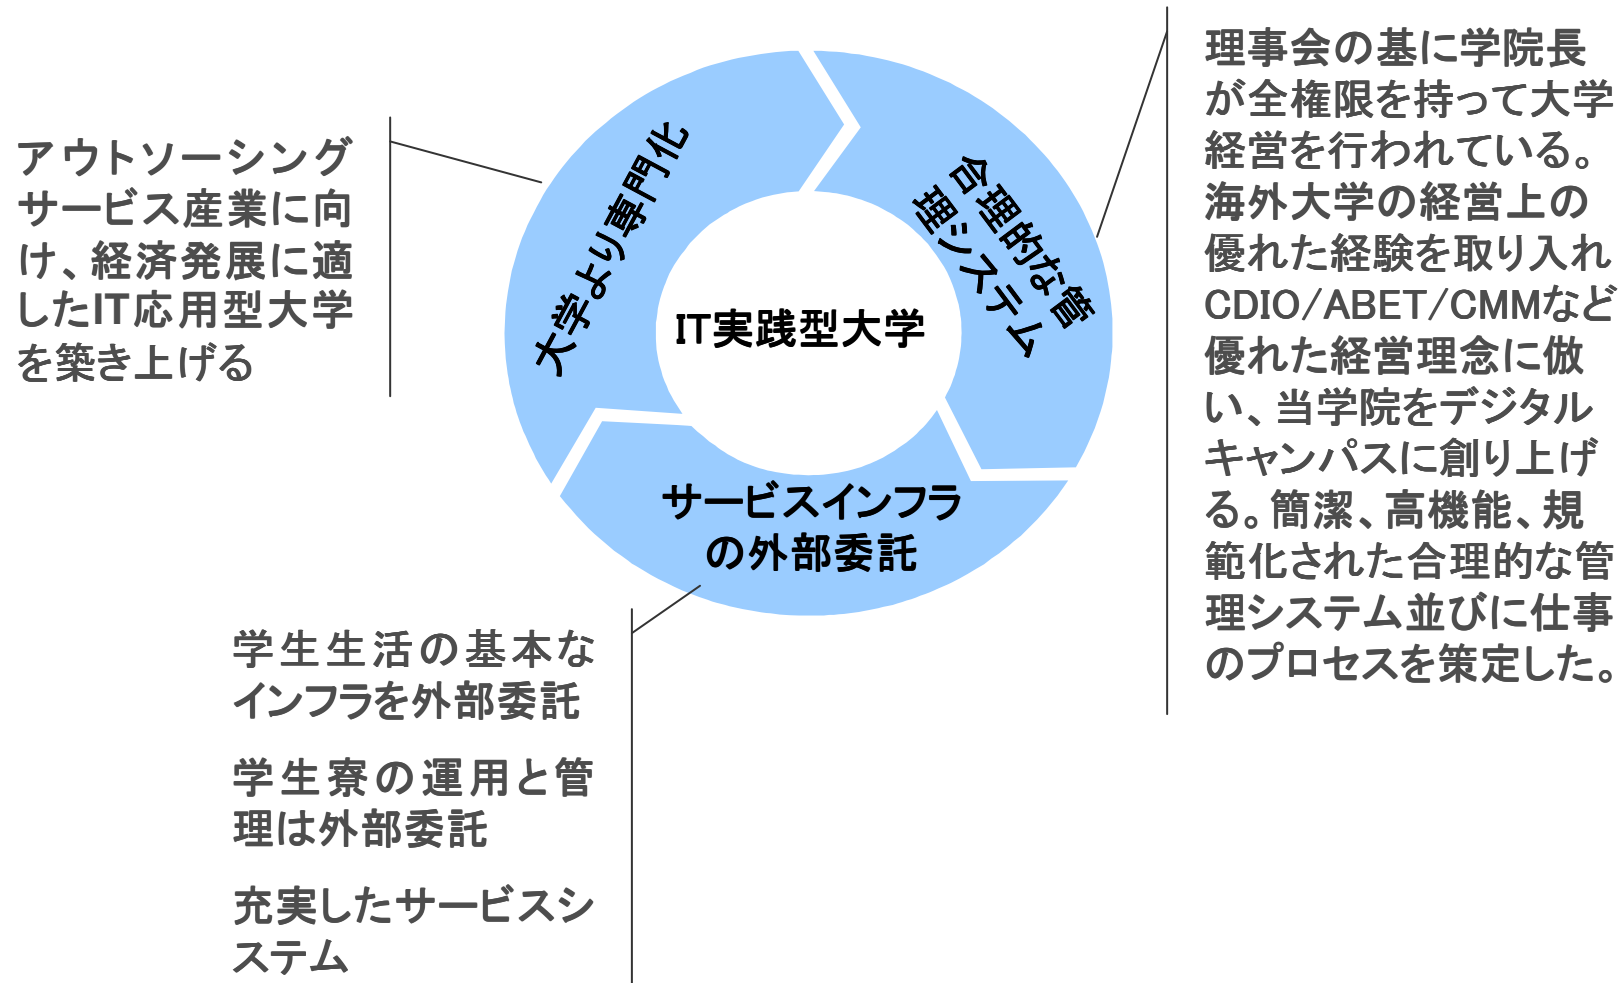 アウトソーシング
サービス産業に向
け、経済発展に適
したIT応用型大学
を築き上げる
大学より専門化
合理的な管
理システム
IT実践型大学
サービスインフラ
の外部委託
理事会の基に学院長
が全権限を持って大学
経営を行われている。
海外大学の経営上の
優れた経験を取り入れ
CDIO/ABET/CMMなど
優れた経営理念に倣
い、当学院をデジタル
キャンパスに創り上げ
る。簡潔、高機能、規
範化された合理的な管
理システム並びに仕事
のプロセスを策定した。
学生生活の基本な
インフラを外部委託
学生寮の運用と管
理は外部委託
充実したサービスシ
ステム